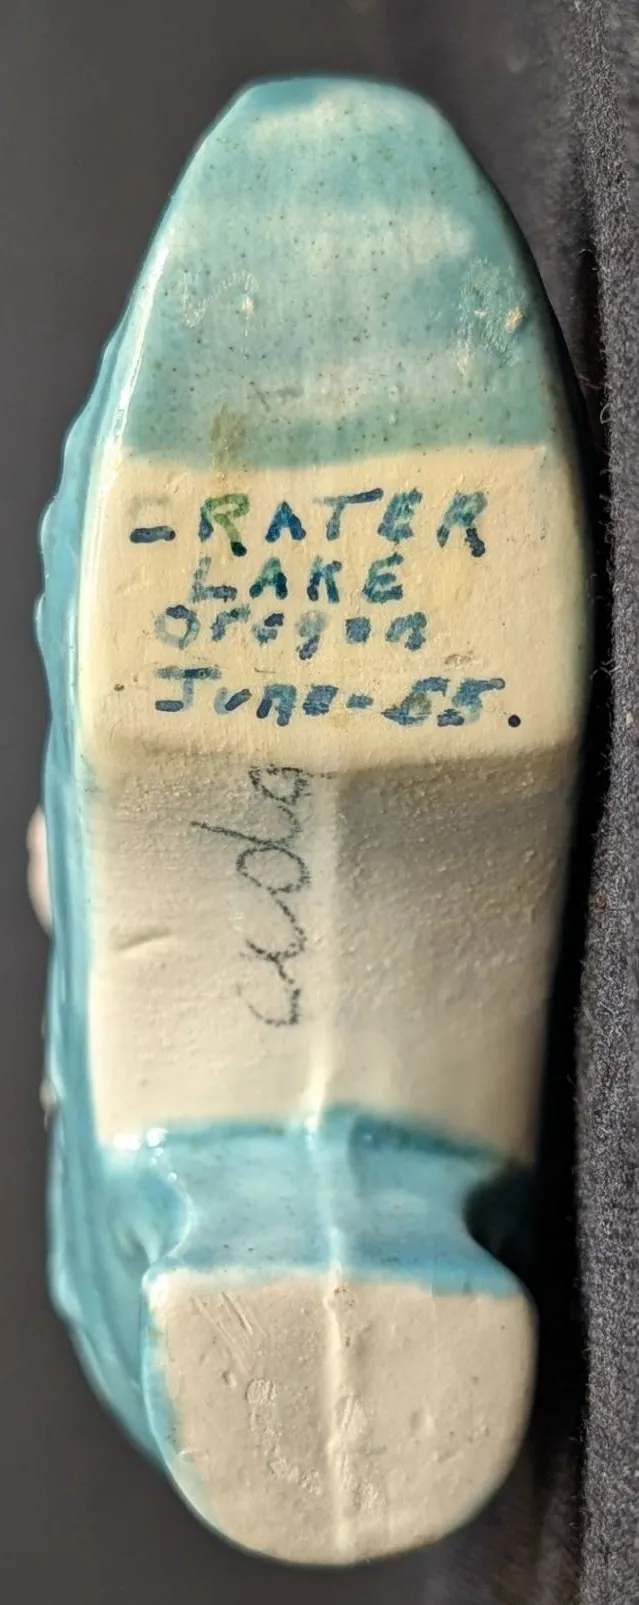 CRATER
LAKE
Oregon
June-55.